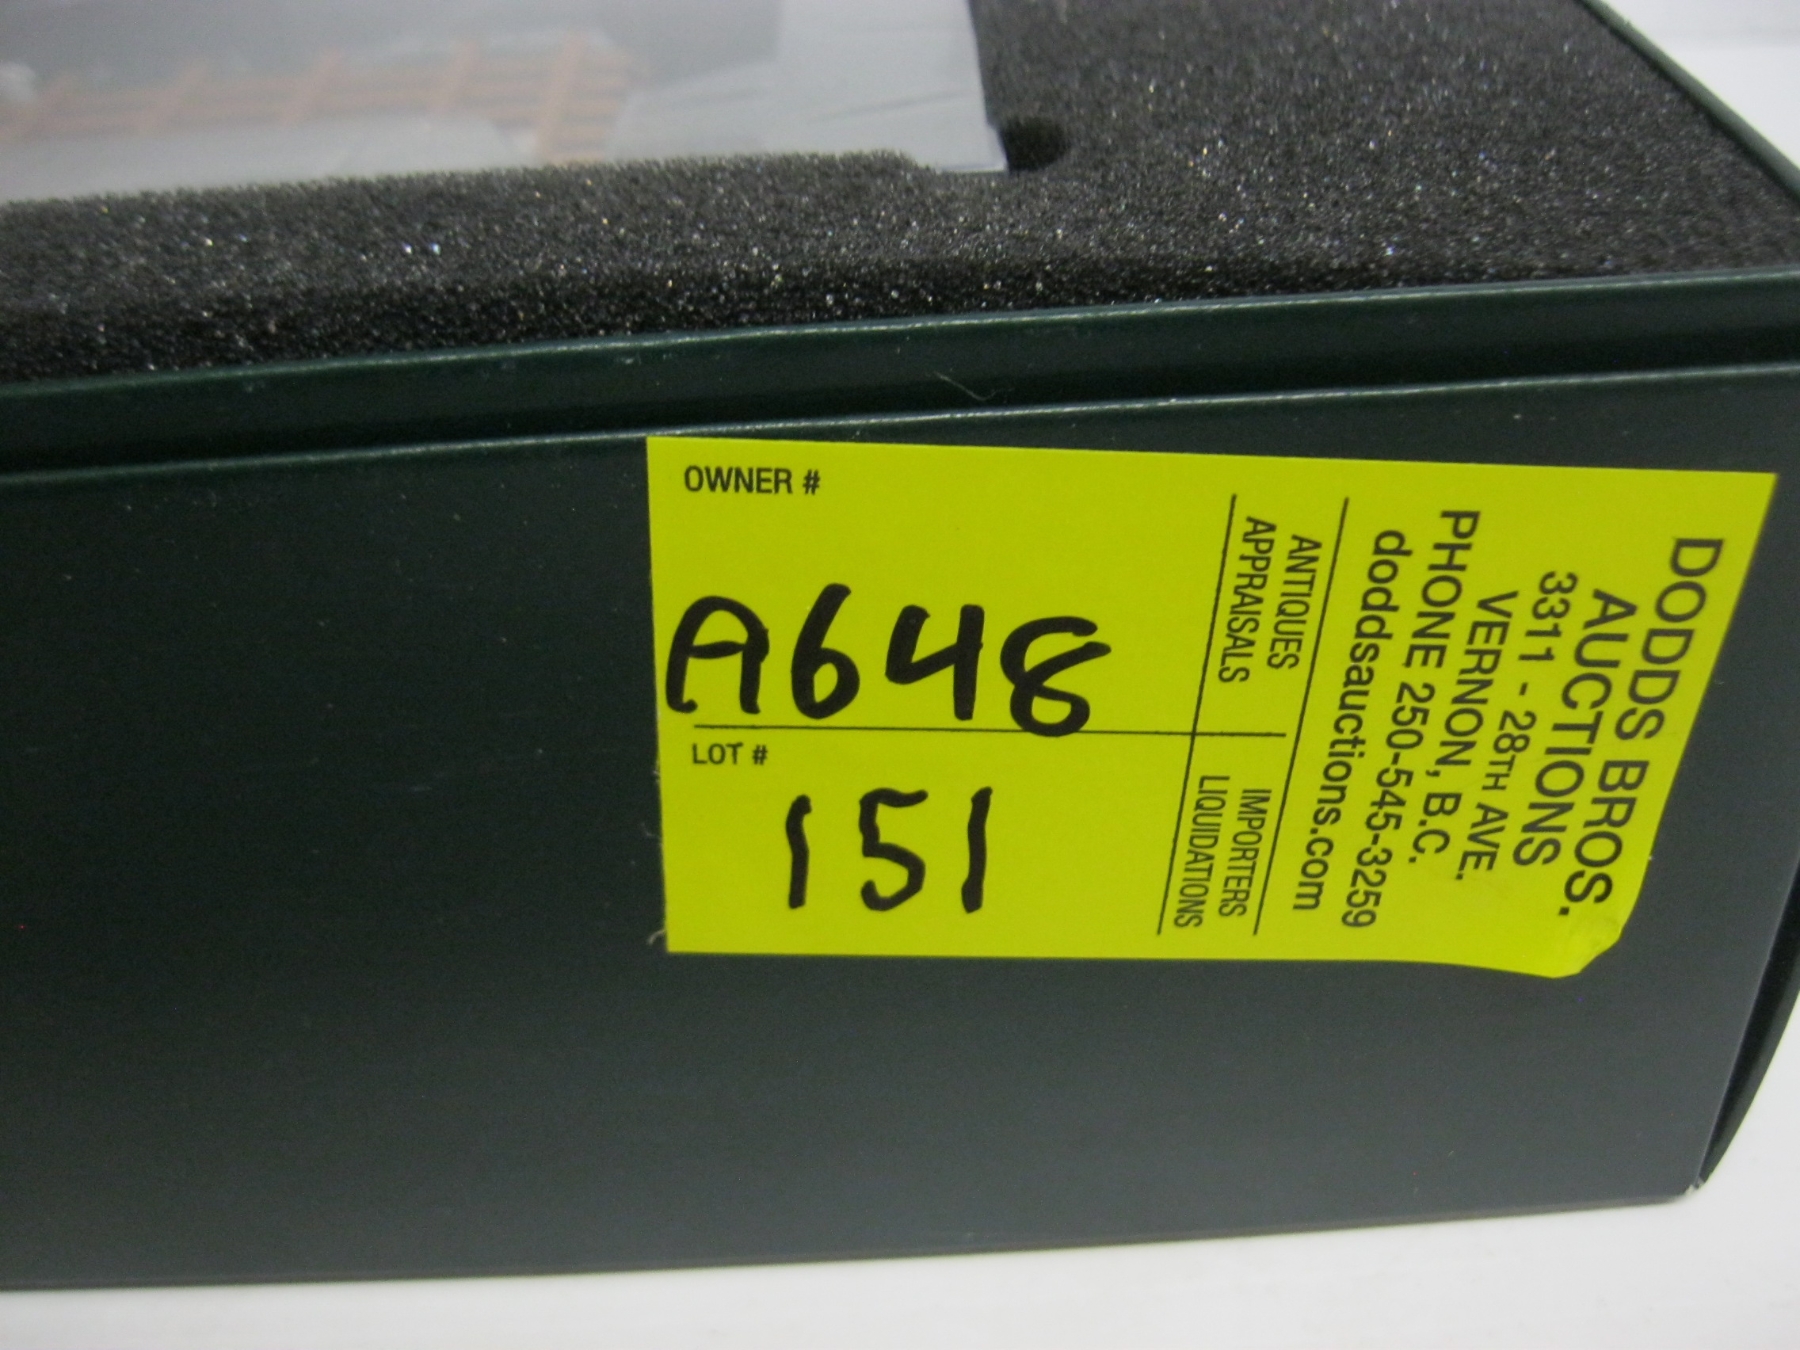 OWNER #
A648
LOT #
151
DODDS BROS.
AUCTIONS
3311 - 28TH AVE.
VERNON, B.C.
PHONE 250-545-3259
doddsauctions.com
ANTIQUES
APPRAISALS
IMPORTERS
LIQUIDATIONS